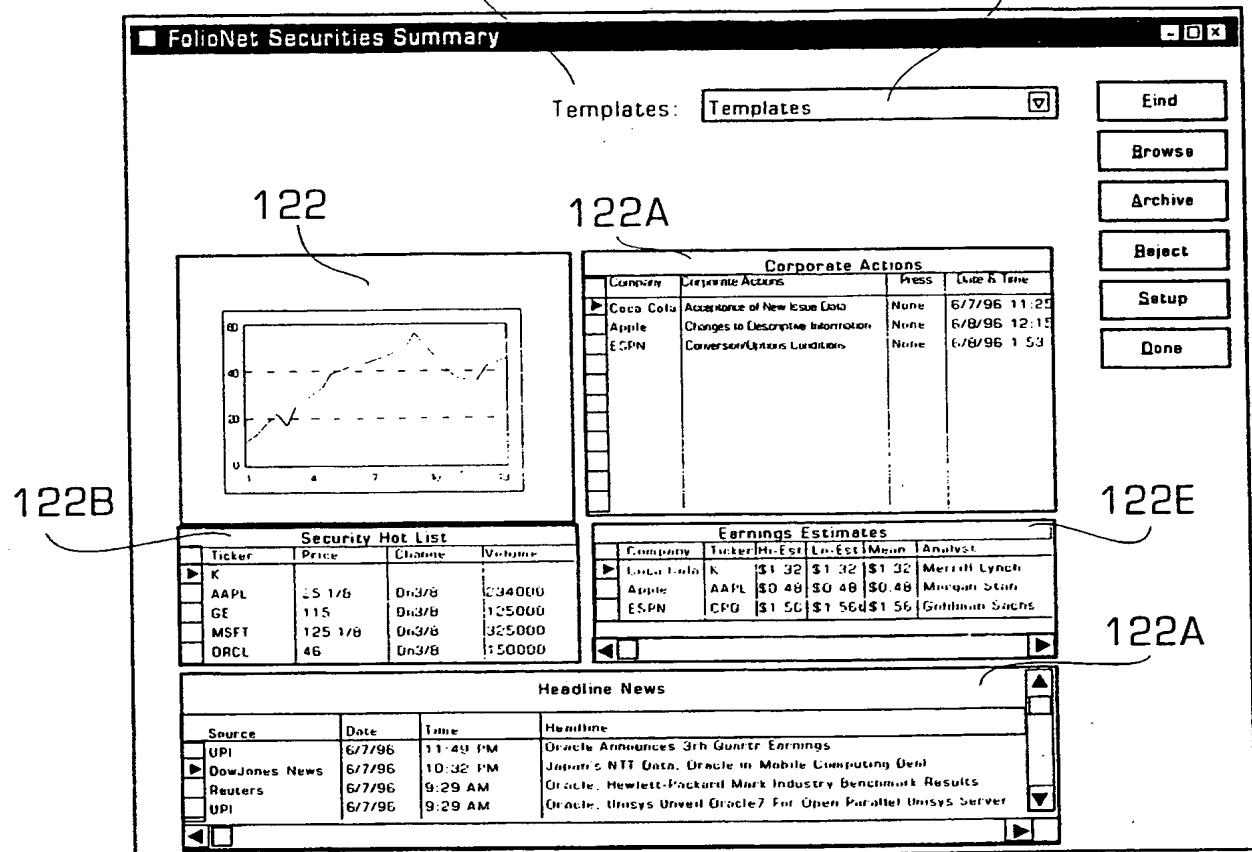 FolioNet Securities Summary
Templates: Templates
Find
Browse
Archive
Reject
Setup
Done
122
122A
Corporate Actions
Company Corporate Actions Press Date & Time
Coca Cola Acceptance of New Issue Data None 6/7/96 11:25
Apple Changes to Descriptive Information None 6/8/96 12:15
ESPN Conversion/Options Conditions None 6/8/96 1 53
60
40
20
0
1 4 7 10 13
122B
122E
Security Hot List
Ticker Price Channe Volume
K
AAPL 1/8 Dn3/8 234000
GE 115 Dn3/8 125000
MSFT 125 1/8 Dn3/8 325000
ORCL 46 Dn3/8 150000
Earnings Estimates
Company Ticker Hi-Est Lo-Est Mean Analyst
Coca Cola K $1 32 $1 32 $1 32 Merrill Lynch
Apple AAPL $0 48 $0 48 $0.48 Morgan Stan
ESPN CPQ $1 56 $1 56 $1 56 Goldman Sachs
122A
Headline News
Source Date Time Headline
UPI 6/7/96 11:49 PM Oracle Announces 3rh Quartr Earnings
DowJones News 6/7/96 10:32 PM Japan's NTT Data, Oracle in Mobile Computing Deal
Reuters 6/7/96 9:29 AM Oracle, Hewlett-Packard Mark Industry Benchmark Results
UPI 6/7/96 9:29 AM Oracle, Unisys Unveil Oracle7 For Open Parallel Unisys Server